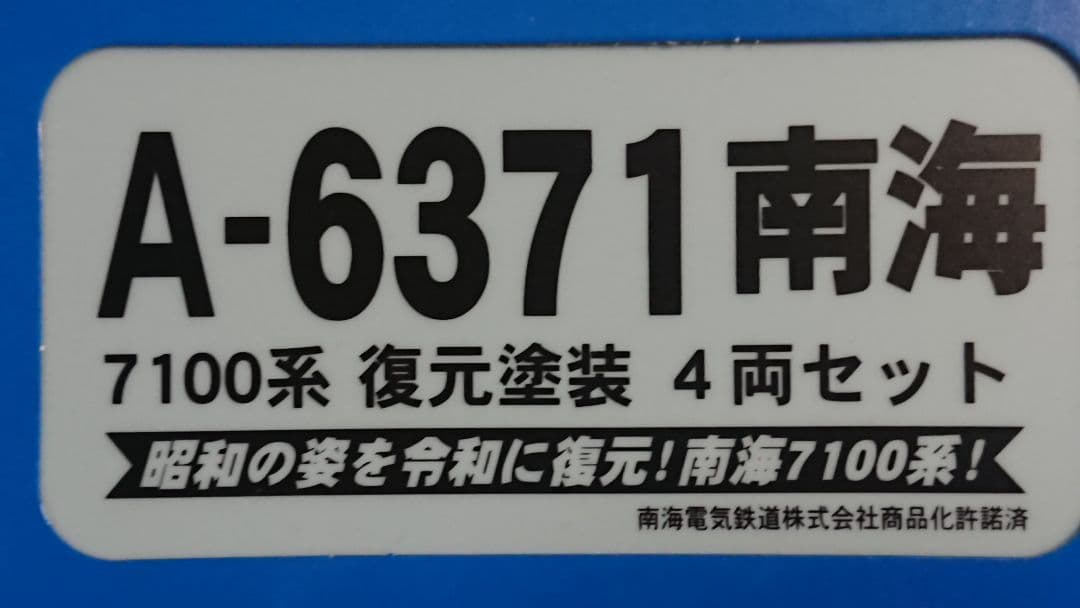 A-6371南海
7100系 復元塗装 4両セット
昭和の姿を令和に復元!南海7100系!
南海電気鉄道株式会社商品化許諾済